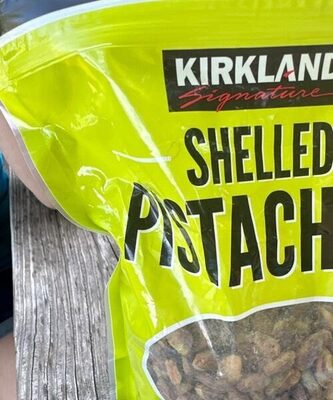 KIRKLAND
Signature
SHELLED
PISTACH